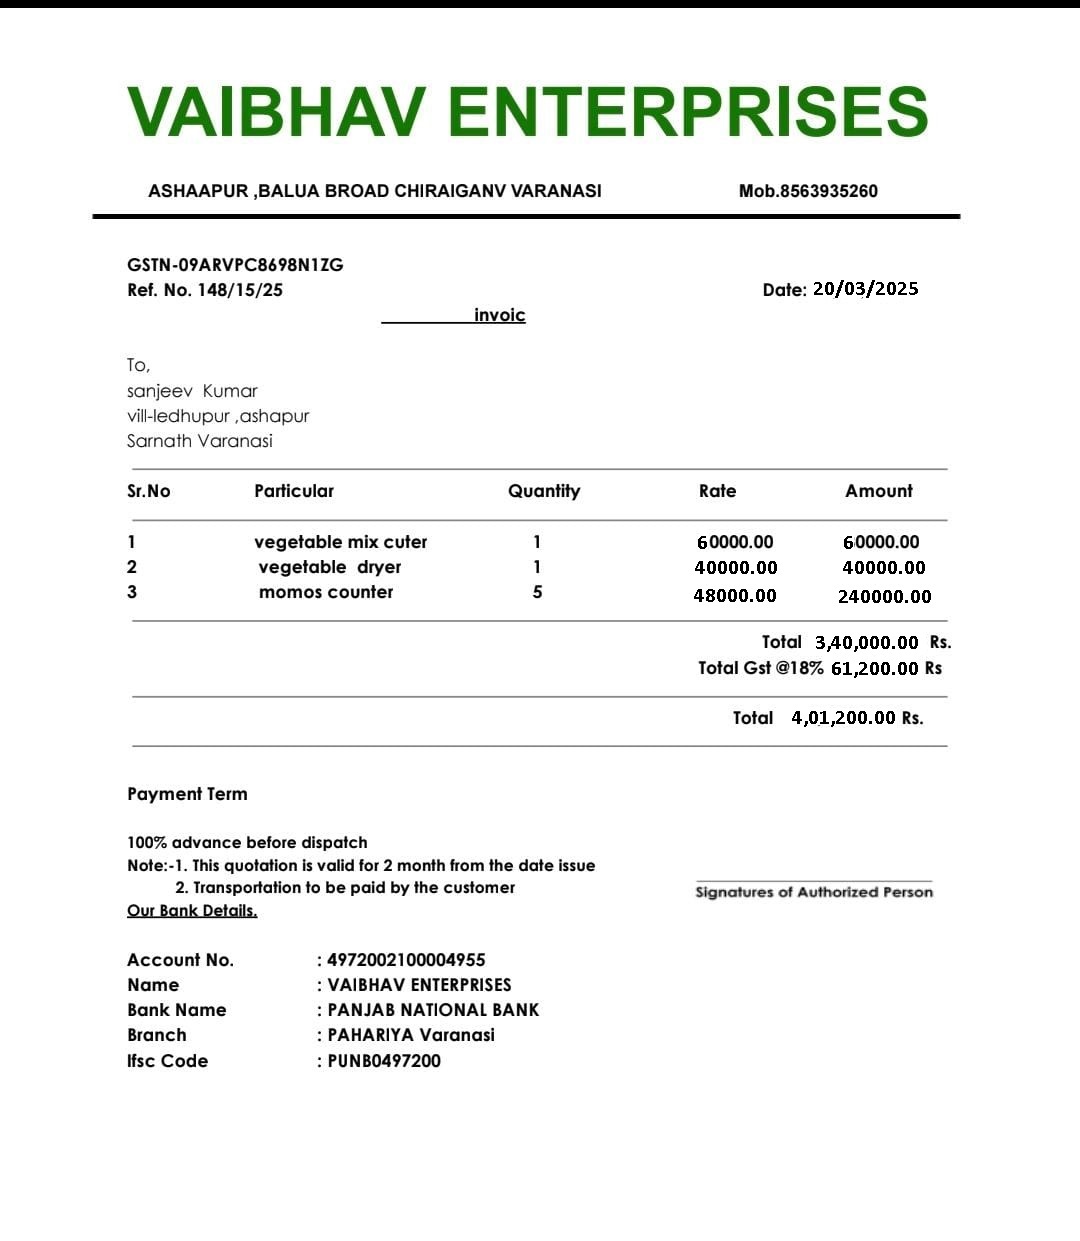 VAIBHAV ENTERPRISES
ASHAAPUR ,BALUA BROAD CHIRAIGANV VARANASI Mob.8563935260
GSTN-09ARVPC8698N1ZG
Ref. No. 148/15/25 Date: 20/03/2025
invoic
To,
sanjeev Kumar
vill-ledhupur ,ashapur
Sarnath Varanasi
Sr.No Particular Quantity Rate Amount
1 vegetable mix cuter 1 60000.00 60000.00
2 vegetable dryer 1 40000.00 40000.00
3 momos counter 5 48000.00 240000.00
Total 3,40,000.00 Rs.
Total Gst @18% 61,200.00 Rs
Total 4,01,200.00 Rs.
Payment Term
100% advance before dispatch
Note:-1. This quotation is valid for 2 month from the date issue
2. Transportation to be paid by the customer
Signatures of Authorized Person
Our Bank Details.
Account No. : 4972002100004955
Name : VAIBHAV ENTERPRISES
Bank Name : PANJAB NATIONAL BANK
Branch : PAHARIYA Varanasi
Ifsc Code : PUNB0497200